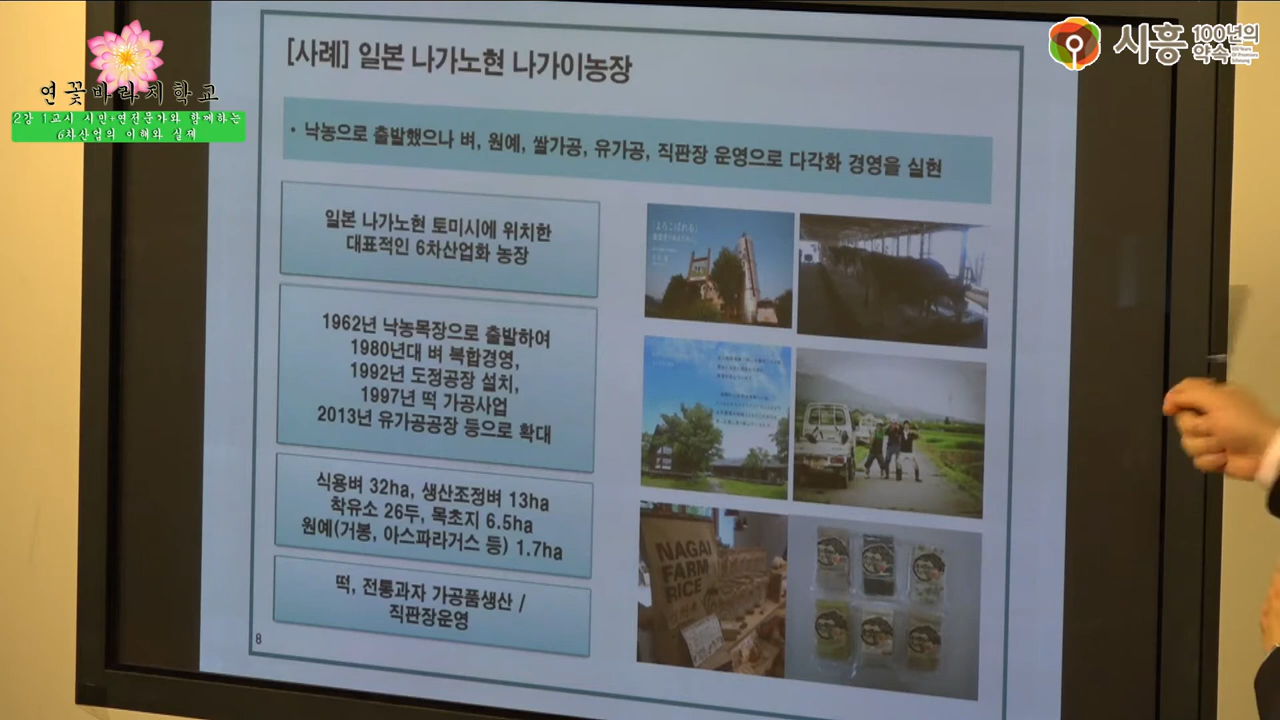 연꽃바라지학교
2강 1교시 시민·연전문가와 함께하는
6차산업의 이해와 실제
시흥 100년의
약속
[사례] 일본 나가노현 나가이농장
· 낙농으로 출발했으나 벼, 원예, 쌀가공, 유가공, 직판장 운영으로 다각화 경영을 실현
일본 나가노현 토미시에 위치한
대표적인 6차산업화 농장
1962년 낙농목장으로 출발하여
1980년대 벼 복합경영,
1992년 도정공장 설치,
1997년 떡 가공사업
2013년 유가공공장 등으로 확대
식용벼 32ha, 생산조정벼 13ha
착유소 26두, 목초지 6.5ha
원예(거봉, 아스파라거스 등) 1.7ha
떡, 전통과자 가공품생산 /
직판장운영
NAGAI
FARM
RICE
8